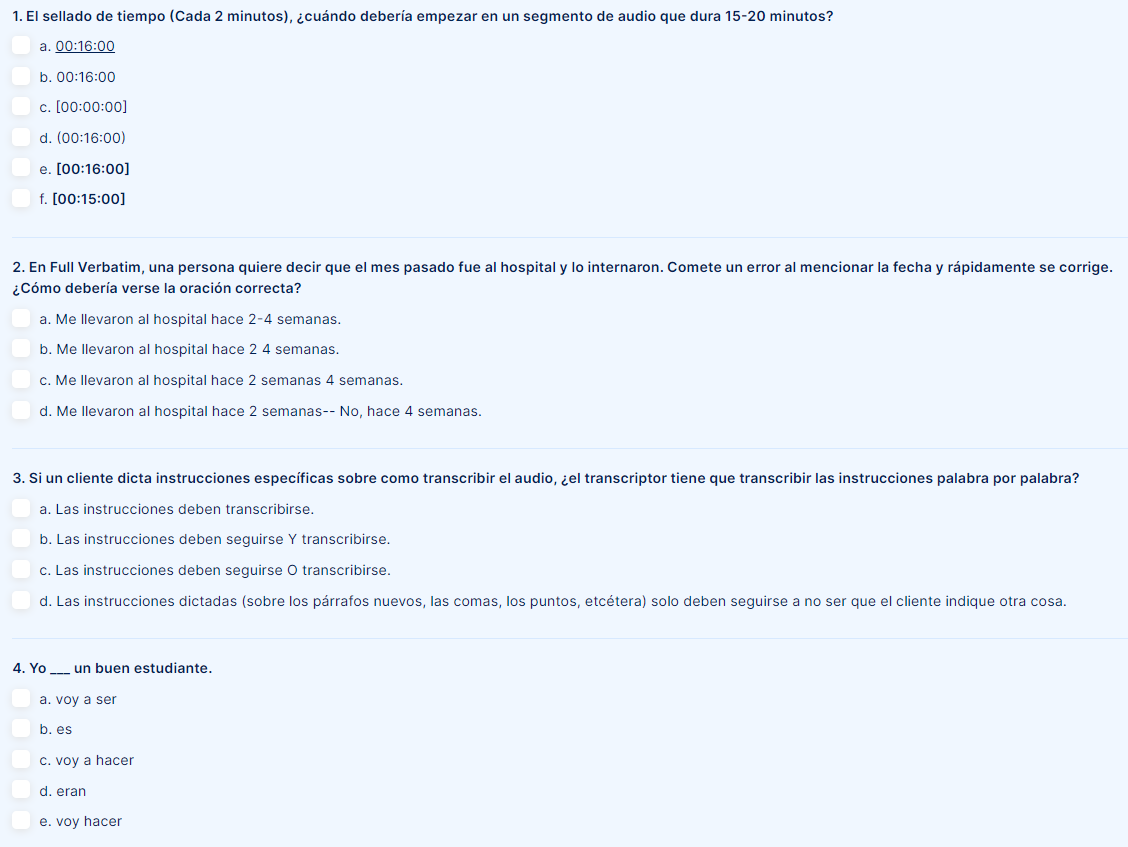 1. El sellado de tiempo (Cada 2 minutos), ¿cuándo debería empezar en un segmento de audio que dura 15-20 minutos?
a. 00:16:00
b. 00:16:00
c. [00:00:00]
d. (00:16:00)
e. [00:16:00]
f. [00:15:00]
2. En Full Verbatim, una persona quiere decir que el mes pasado fue al hospital y lo internaron. Comete un error al mencionar la fecha y rápidamente se corrige.
¿Cómo debería verse la oración correcta?
a. Me llevaron al hospital hace 2-4 semanas.
b. Me llevaron al hospital hace 2 4 semanas.
c. Me llevaron al hospital hace 2 semanas 4 semanas.
d. Me llevaron al hospital hace 2 semanas-- No, hace 4 semanas.
3. Si un cliente dicta instrucciones específicas sobre como transcribir el audio, ¿el transcriptor tiene que transcribir las instrucciones palabra por palabra?
a. Las instrucciones deben transcribirse.
b. Las instrucciones deben seguirse Y transcribirse.
c. Las instrucciones deben seguirse O transcribirse.
d. Las instrucciones dictadas (sobre los párrafos nuevos, las comas, los puntos, etcétera) solo deben seguirse a no ser que el cliente indique otra cosa.
4. Yo ___ un buen estudiante.
a. voy a ser
b. es
c. voy a hacer
d. eran
e. voy hacer